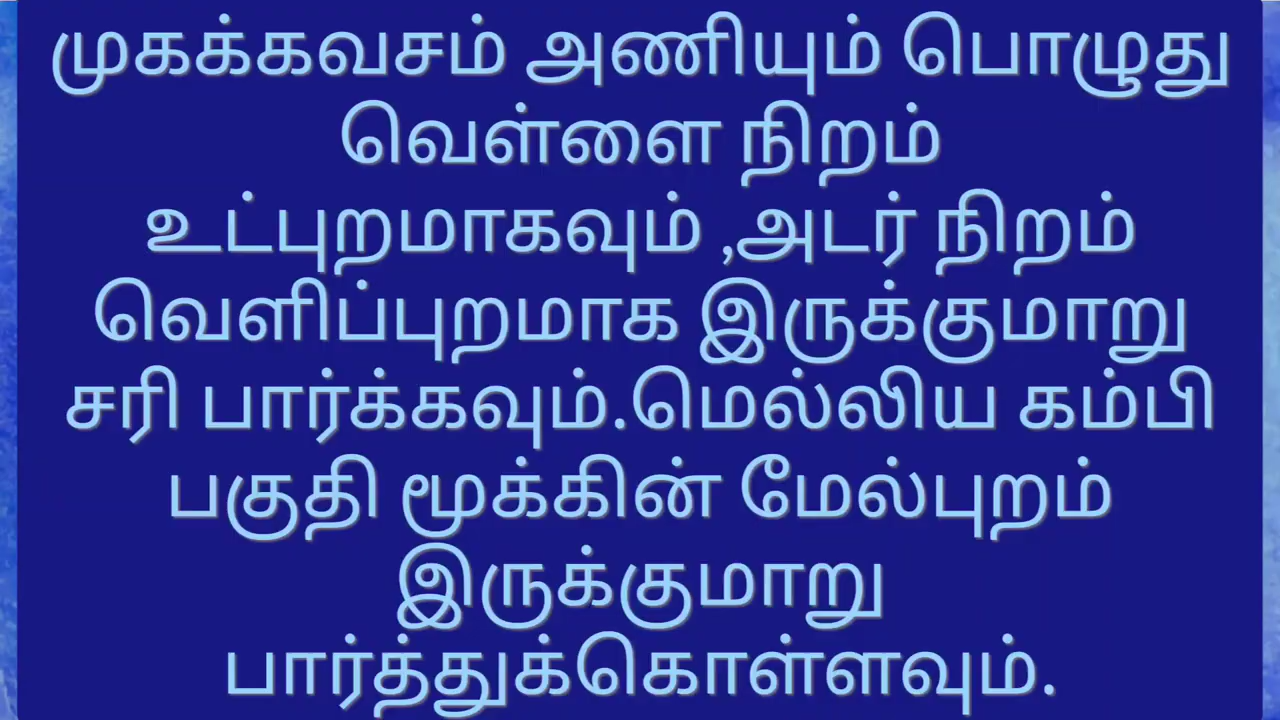 முகக்கவசம் அணியும் பொழுது
வெள்ளை நிறம்
உட்புறமாகவும் ,அடர் நிறம்
வெளிப்புறமாக இருக்குமாறு
சரி பார்க்கவும்.மெல்லிய கம்பி
பகுதி மூக்கின் மேல்புறம்
இருக்குமாறு
பார்த்துக்கொள்ளவும்.